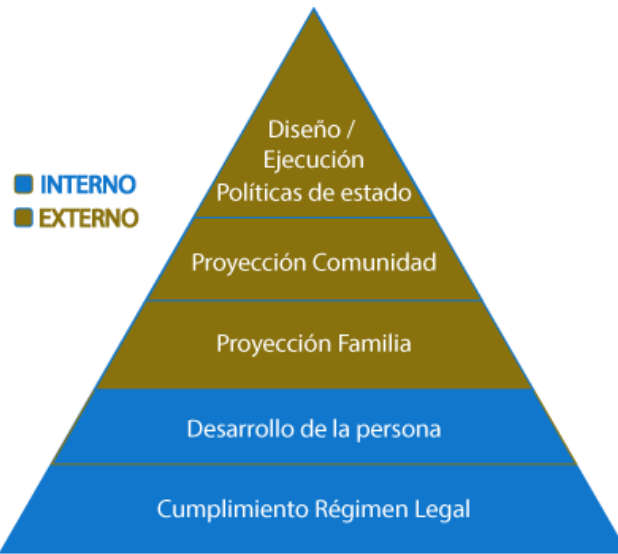 Diseño /
Ejecución
Políticas de estado
INTERNO
EXTERNO
Proyección Comunidad
Proyección Familia
Desarrollo de la persona
Cumplimiento Régimen Legal